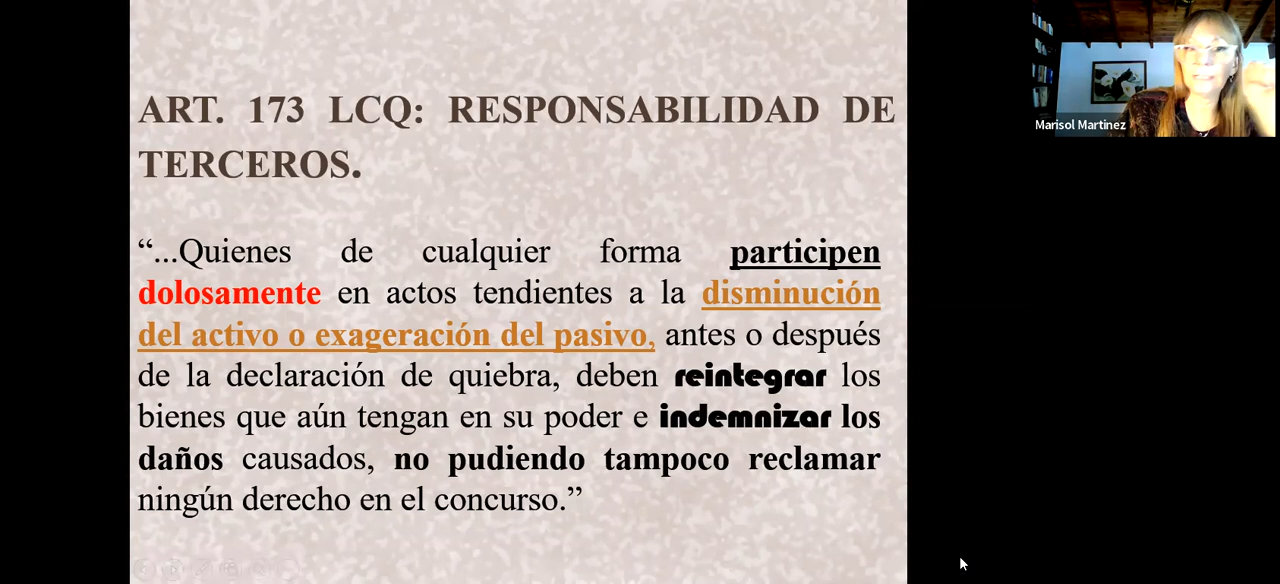 ART. 173 LCQ: RESPONSABILIDAD DE
TERCEROS.
“...Quienes de cualquier forma participen
dolosamente en actos tendientes a la disminución
del activo o exageración del pasivo, antes o después
de la declaración de quiebra, deben reintegrar los
bienes que aún tengan en su poder e indemnizar los
daños causados, no pudiendo tampoco reclamar
ningún derecho en el concurso.”
Marisol Martinez